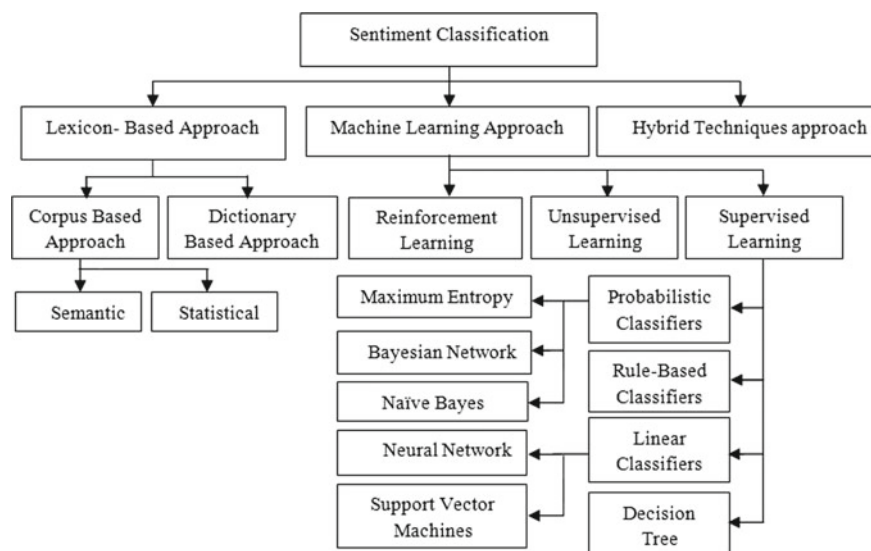 Sentiment Classification
Lexicon- Based Approach
Machine Learning Approach
Hybrid Techniques approach
Corpus Based
Approach
Dictionary
Based Approach
Reinforcement
Learning
Unsupervised
Learning
Supervised
Learning
Semantic
Statistical
Maximum Entropy
Bayesian Network
Naïve Bayes
Neural Network
Support Vector
Machines
Probabilistic
Classifiers
Rule-Based
Classifiers
Linear
Classifiers
Decision
Tree